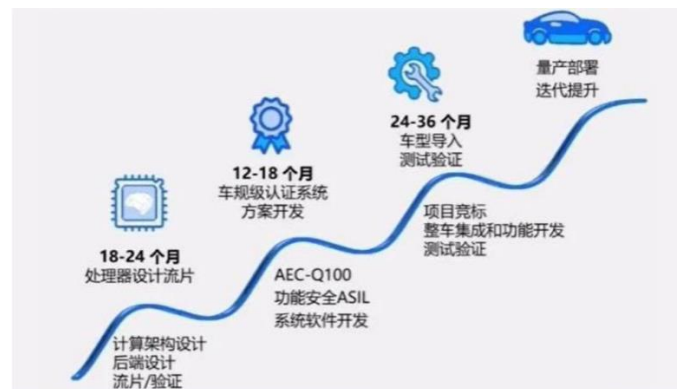 量产部署
迭代提升
24-36 个月
车型导入
测试验证
12-18 个月
车规级认证系统
方案开发
项目竞标
整车集成和功能开发
测试验证
18-24 个月
处理器设计流片
AEC-Q100
功能安全ASIL
系统软件开发
计算架构设计
后端设计
流片/验证